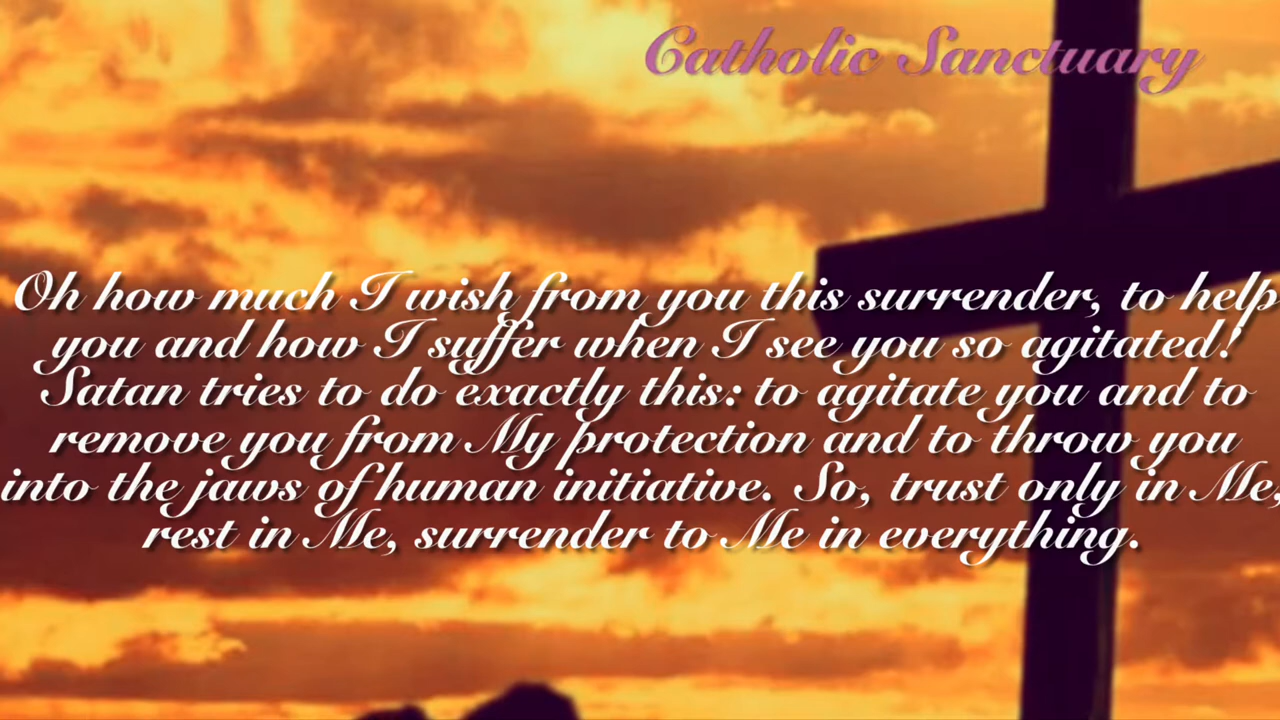 Catholic Sanctuary
Oh how much I wish from you this surrender, to help
you and how I suffer when I see you so agitated!
Satan tries to do exactly this: to agitate you and to
remove you from My protection and to throw you
into the jaws of human initiative. So, trust only in Me,
rest in Me, surrender to Me in everything.